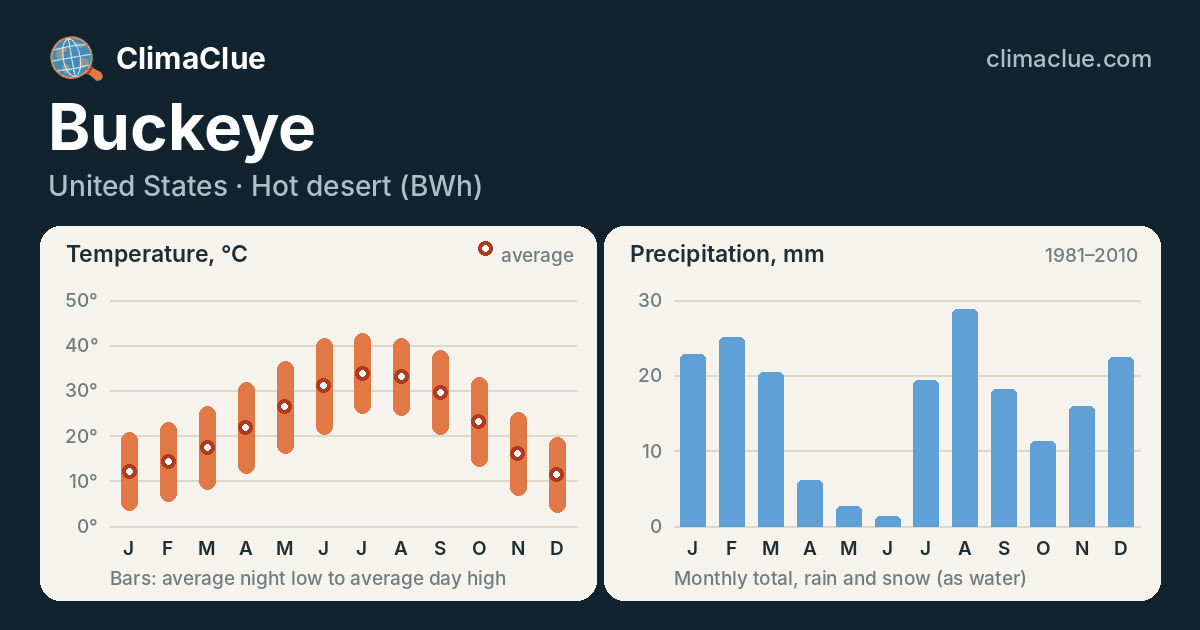 ClimaClue
climaclue.com
Buckeye
United States · Hot desert (BWh)
Temperature, °C
average
50°
40°
30°
20°
10°
0°
J F M A M J J A S O N D
Bars: average night low to average day high
Precipitation, mm
1981–2010
30
20
10
0
J F M A M J J A S O N D
Monthly total, rain and snow (as water)